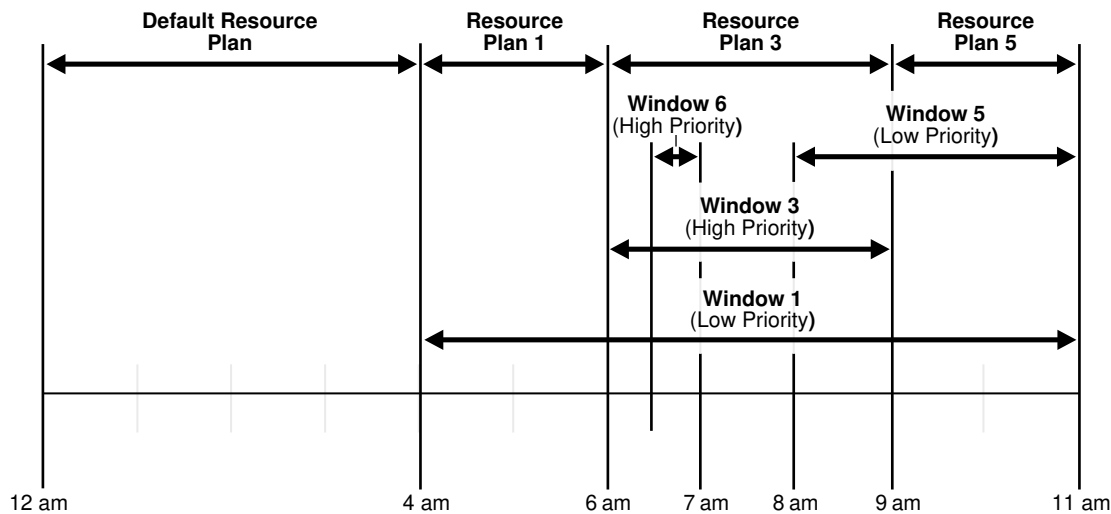 Default Resource
Plan
Resource
Plan 1
Resource
Plan 3
Resource
Plan 5
Window 6
(High Priority)
Window 5
(Low Priority)
Window 3
(High Priority)
Window 1
(Low Priority)
12 am
4 am
6 am
7 am
8 am
9 am
11 am